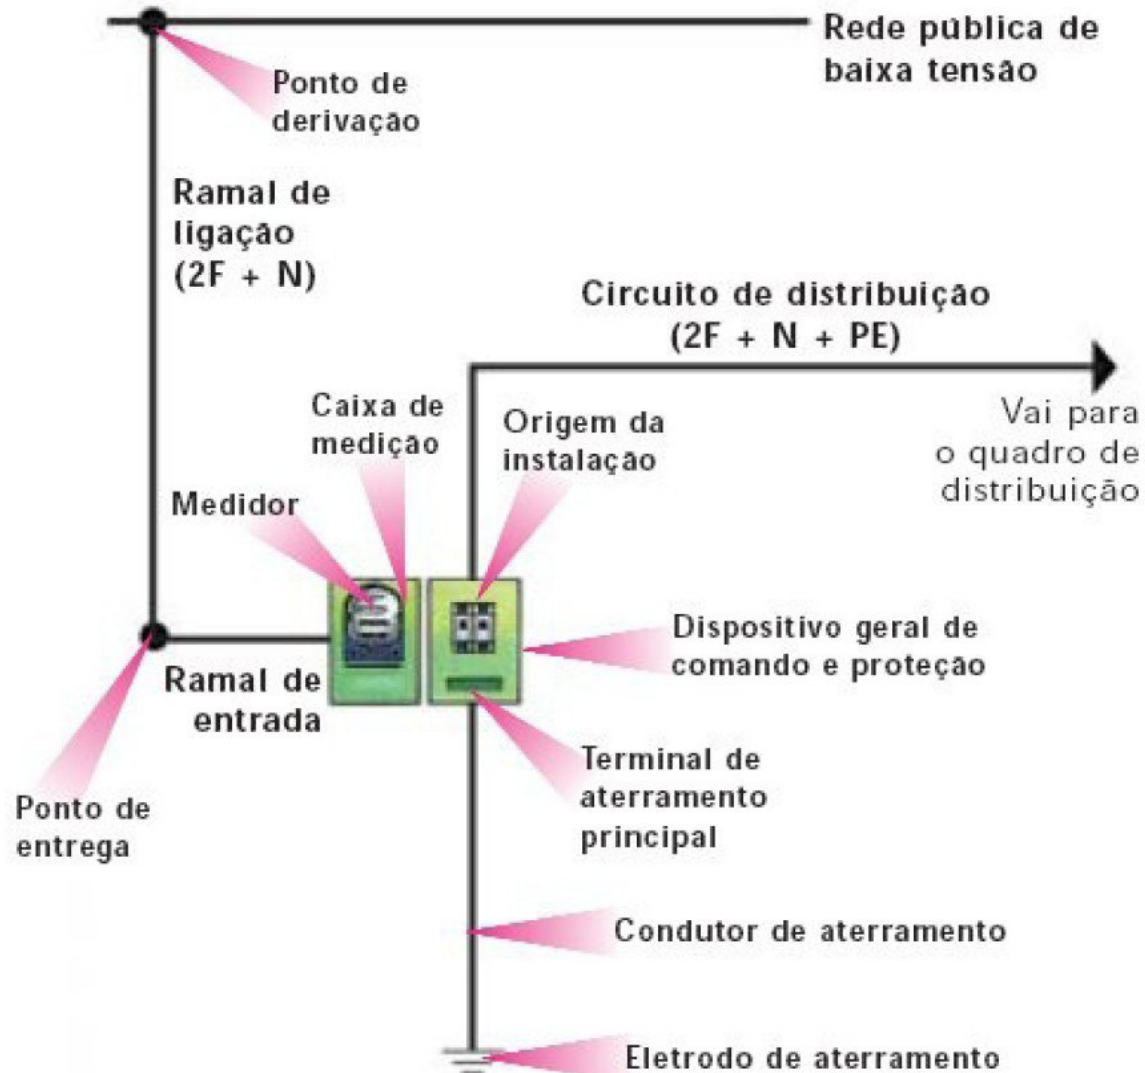 Rede pública de
baixa tensão
Ponto de
derivação
Ramal de
ligação
(2F + N)
Circuito de distribuição
(2F + N + PE)
Vai para
o quadro de
distribuição
Caixa de
medição
Origem da
instalação
Medidor
Dispositivo geral de
comando e proteção
Ramal de
entrada
Terminal de
aterramento
principal
Ponto de
entrega
Condutor de aterramento
Eletrodo de aterramento